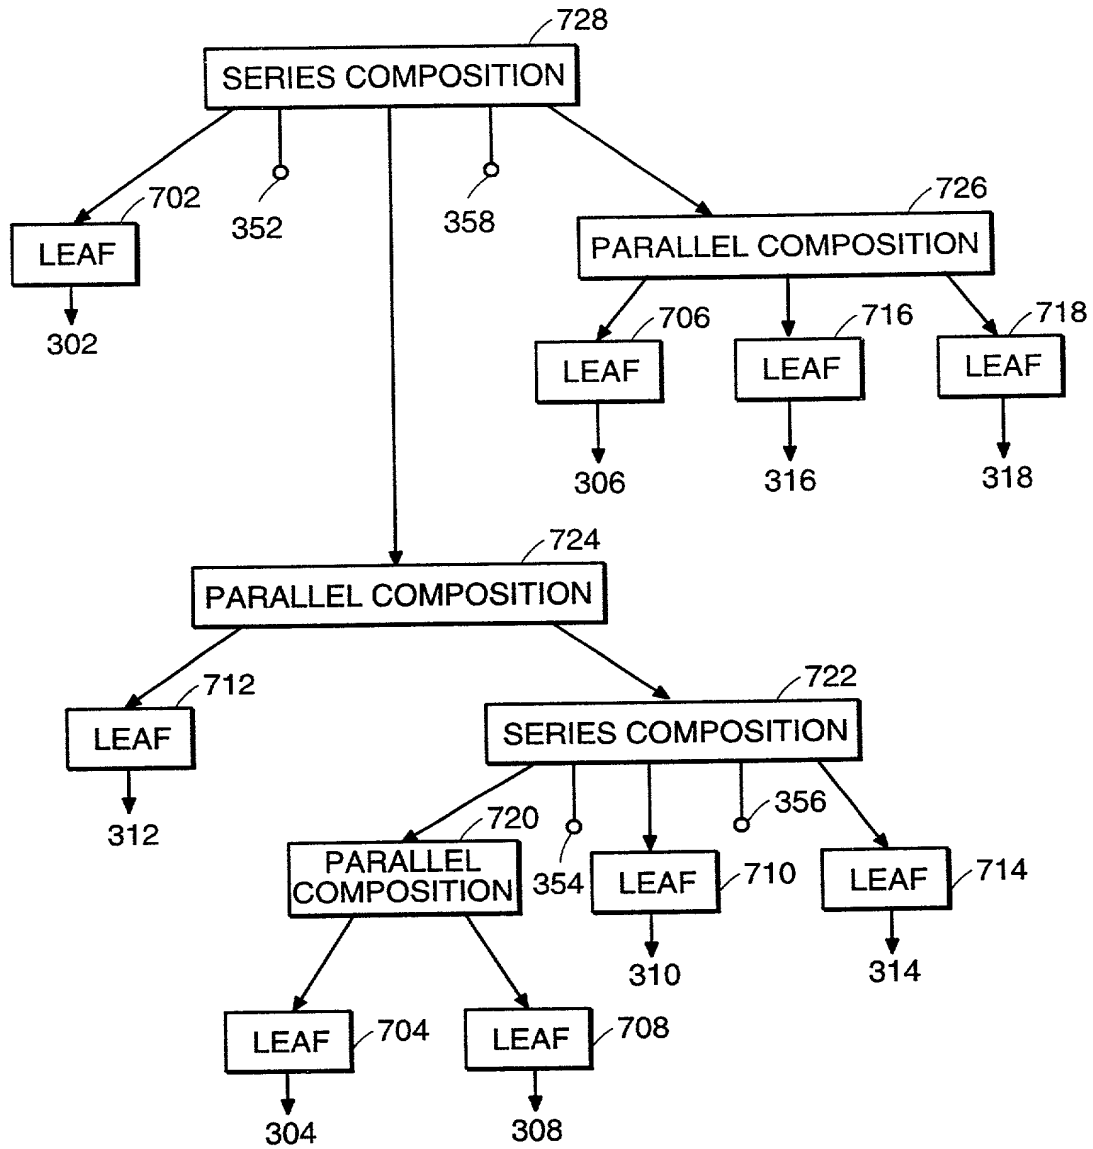 728
SERIES COMPOSITION
702
352
358
726
LEAF
PARALLEL COMPOSITION
302
706
716
718
LEAF
LEAF
LEAF
306
316
318
724
PARALLEL COMPOSITION
712
722
LEAF
SERIES COMPOSITION
312
720
354
356
PARALLEL
COMPOSITION
LEAF
710
LEAF
714
310
314
LEAF
704
LEAF
708
304
308